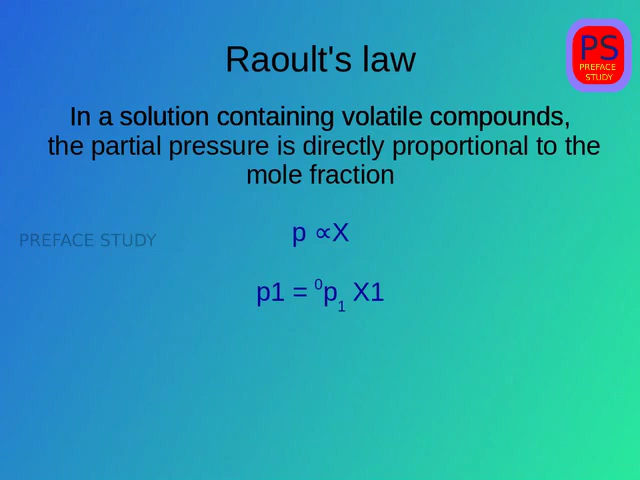 PS
PREFACE
STUDY
Raoult's law
In a solution containing volatile compounds,
the partial pressure is directly proportional to the
mole fraction
p ∝X
PREFACE STUDY
p1 = ⁰p₁ X1